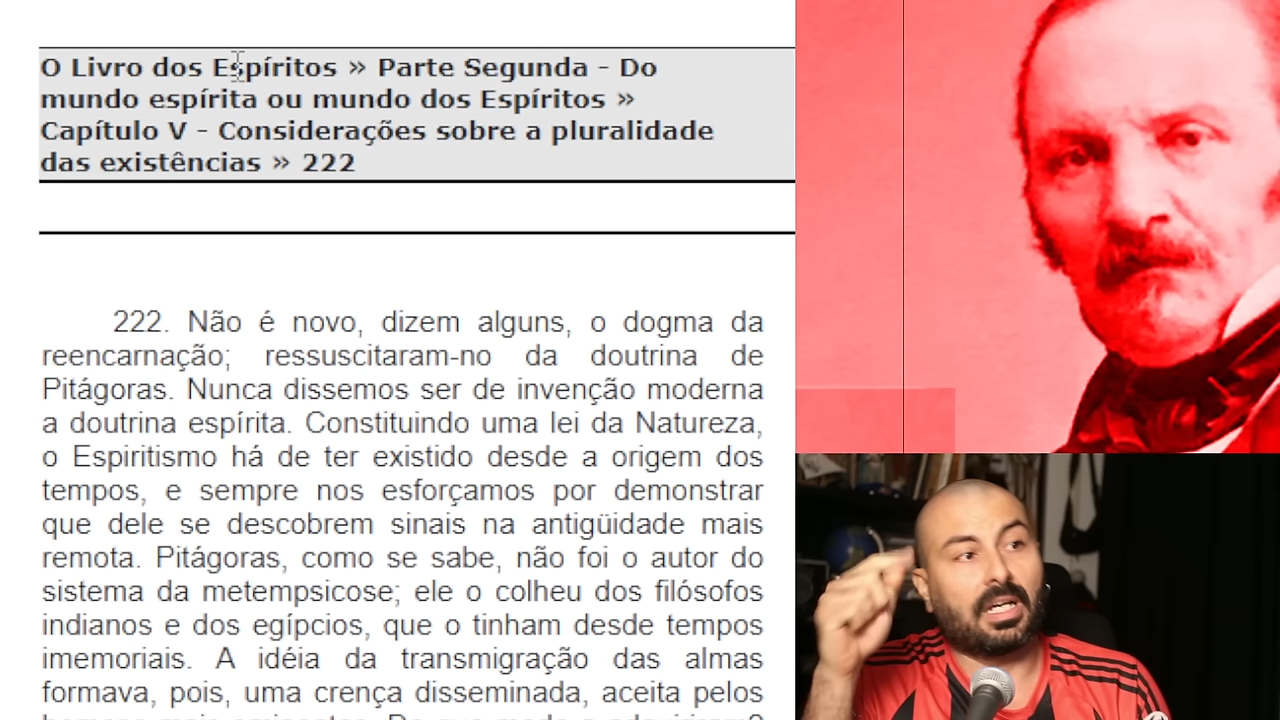 O Livro dos Espíritos » Parte Segunda - Do
mundo espírita ou mundo dos Espíritos »
Capítulo V - Considerações sobre a pluralidade
das existências » 222
222. Não é novo, dizem alguns, o dogma da
reencarnação; ressuscitaram-no da doutrina de
Pitágoras. Nunca dissemos ser de invenção moderna
a doutrina espírita. Constituindo uma lei da Natureza,
o Espiritismo há de ter existido desde a origem dos
tempos, e sempre nos esforçamos por demonstrar
que dele se descobrem sinais na antigüidade mais
remota. Pitágoras, como se sabe, não foi o autor do
sistema da metempsicose; ele o colheu dos filósofos
indianos e dos egípcios, que o tinham desde tempos
imemoriais. A idéia da transmigração das almas
formava, pois, uma crença disseminada, aceita pelos